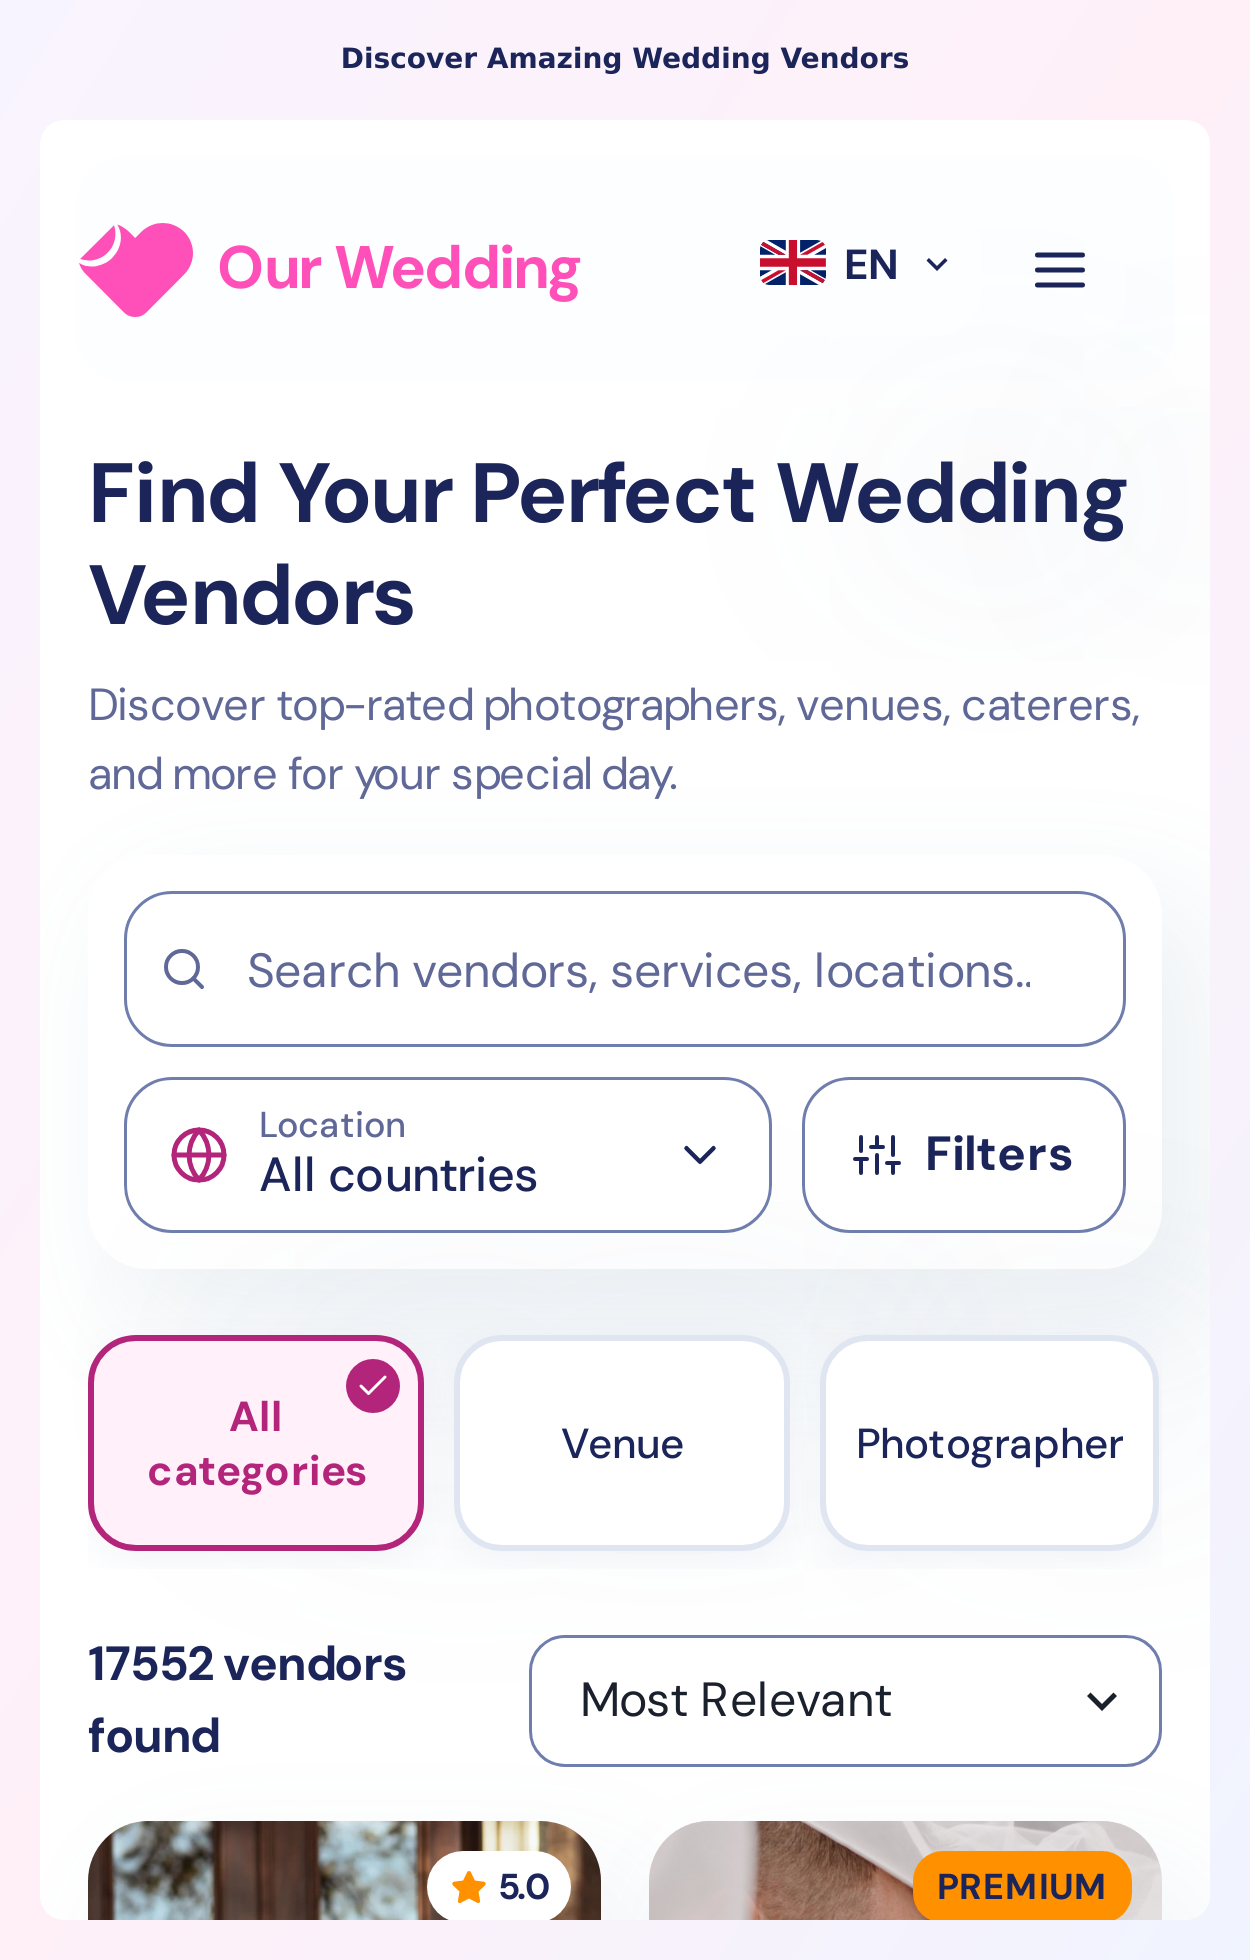 Discover Amazing Wedding Vendors
Our Wedding
EN
Find Your Perfect Wedding
Vendors
Discover top-rated photographers, venues, caterers,
and more for your special day.
Search vendors, services, locations..
Location
All countries
Filters
All
categories
Venue
Photographer
17552 vendors
found
Most Relevant
5.0
PREMIUM